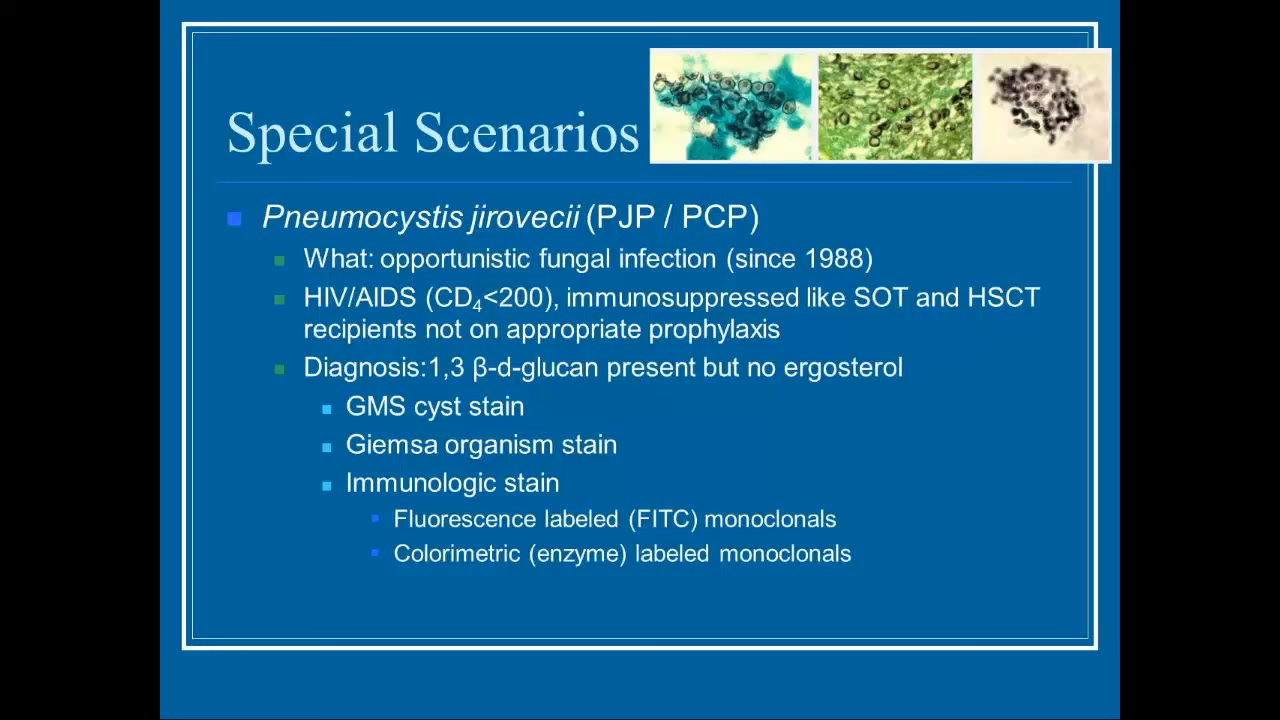 Special Scenarios
Pneumocystis jirovecii (PJP / PCP)
What: opportunistic fungal infection (since 1988)
HIV/AIDS (CD4<200), immunosuppressed like SOT and HSCT
recipients not on appropriate prophylaxis
Diagnosis:1,3 β-d-glucan present but no ergosterol
GMS cyst stain
Giemsa organism stain
Immunologic stain
Fluorescence labeled (FITC) monoclonals
Colorimetric (enzyme) labeled monoclonals